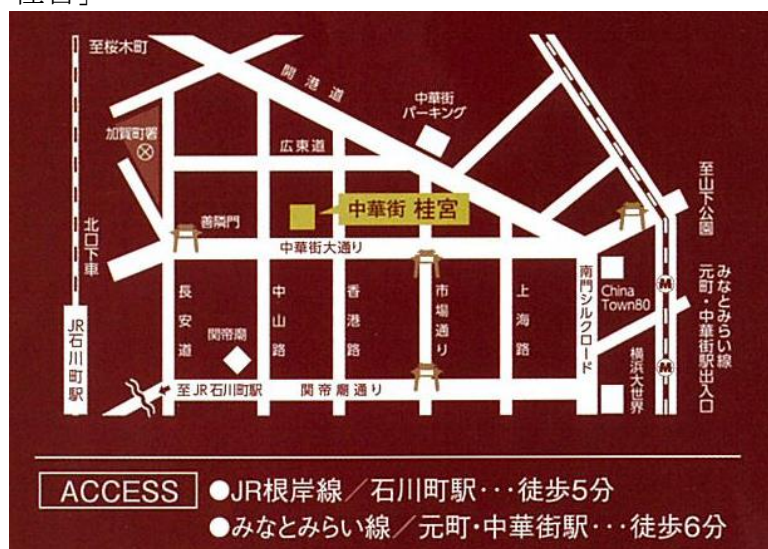 桂宮」
至桜木町
開港道
中華街
パーキング
加賀町署
広東道
至山下公園
中華街 桂宮
善隣門
北口下車
中華街大通り
長安道
中山路
香港路
市場通り
上海路
南門シルクロード
China
Town80
みなとみらい線
元町・中華街駅出入口
JR石川町駅
関帝廟
横浜大世界
至JR石川町駅
関帝廟通り
M
M
ACCESS
●JR根岸線／石川町駅･･･徒歩5分
●みなとみらい線／元町・中華街駅･･･徒歩6分